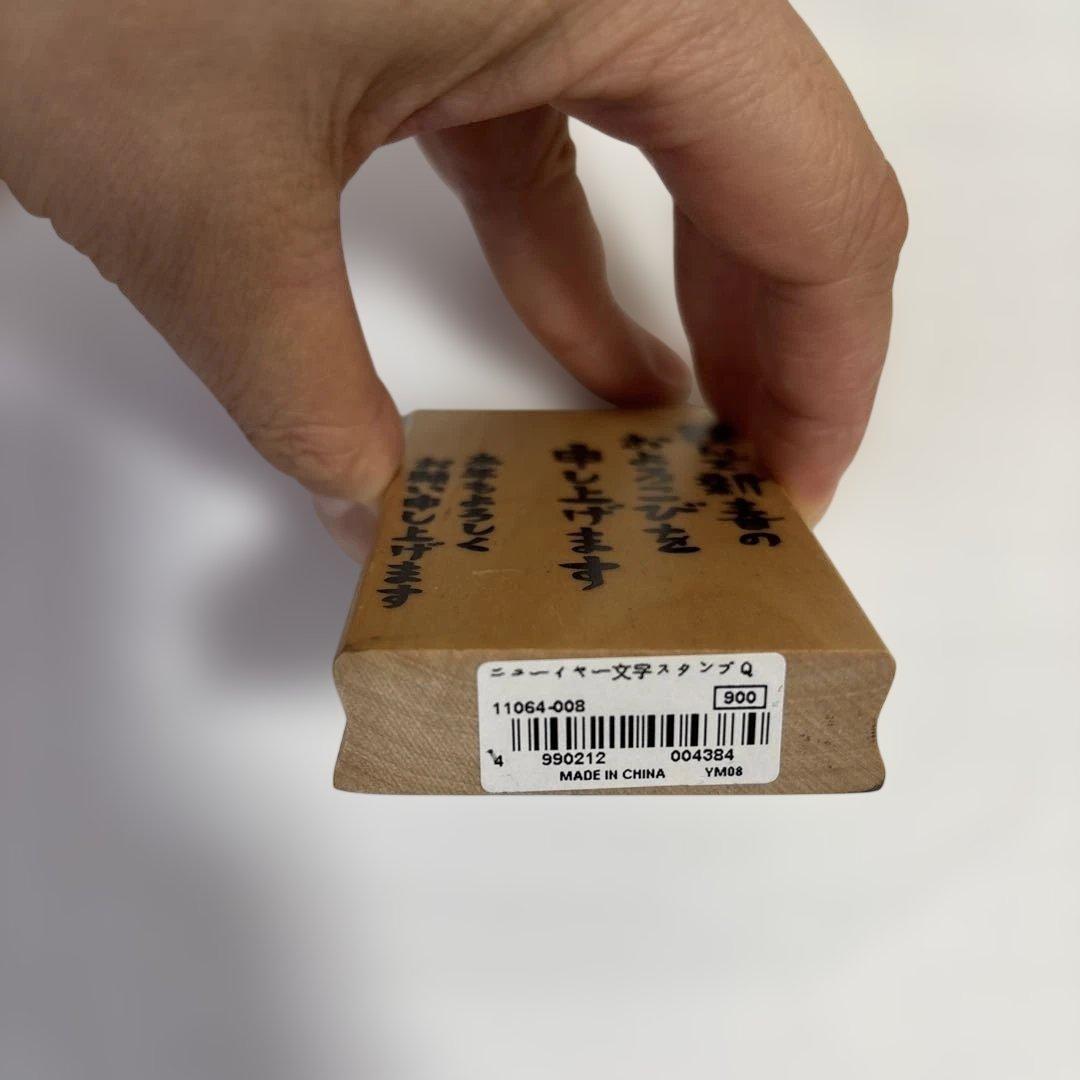 新春の
およろこびを
申し上げます
本年もよろしく
お願い申し上げます
ニューイヤー文字スタンプQ
11064-008
900
4 990212 004384
MADE IN CHINA YM08